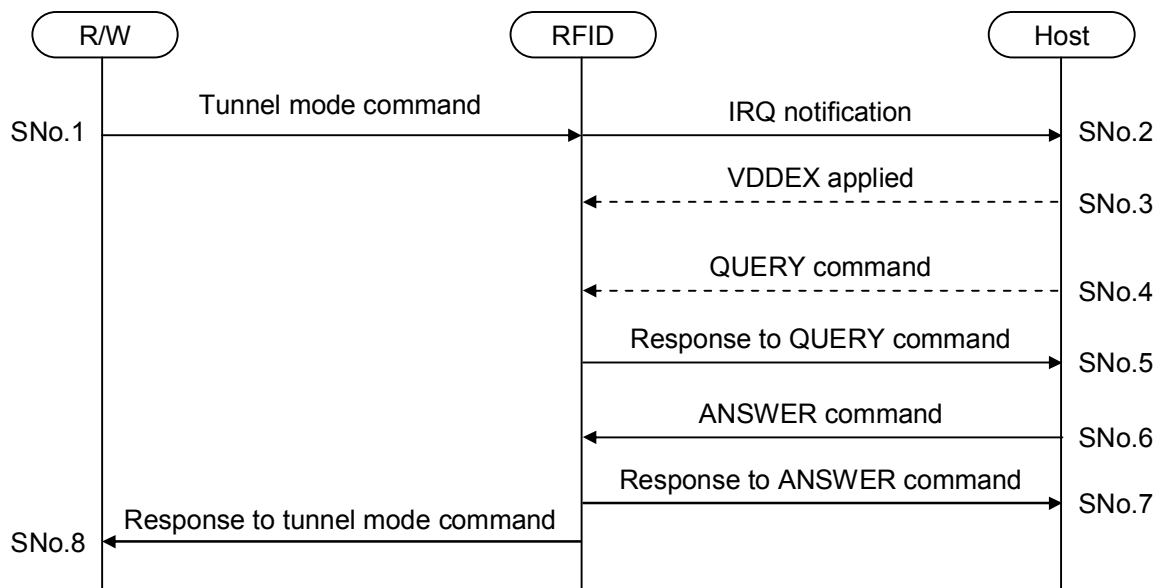 R/W
RFID
Host
Tunnel mode command
IRQ notification
SNo.1
SNo.2
VDDEX applied
SNo.3
QUERY command
SNo.4
Response to QUERY command
SNo.5
ANSWER command
SNo.6
Response to ANSWER command
SNo.7
Response to tunnel mode command
SNo.8